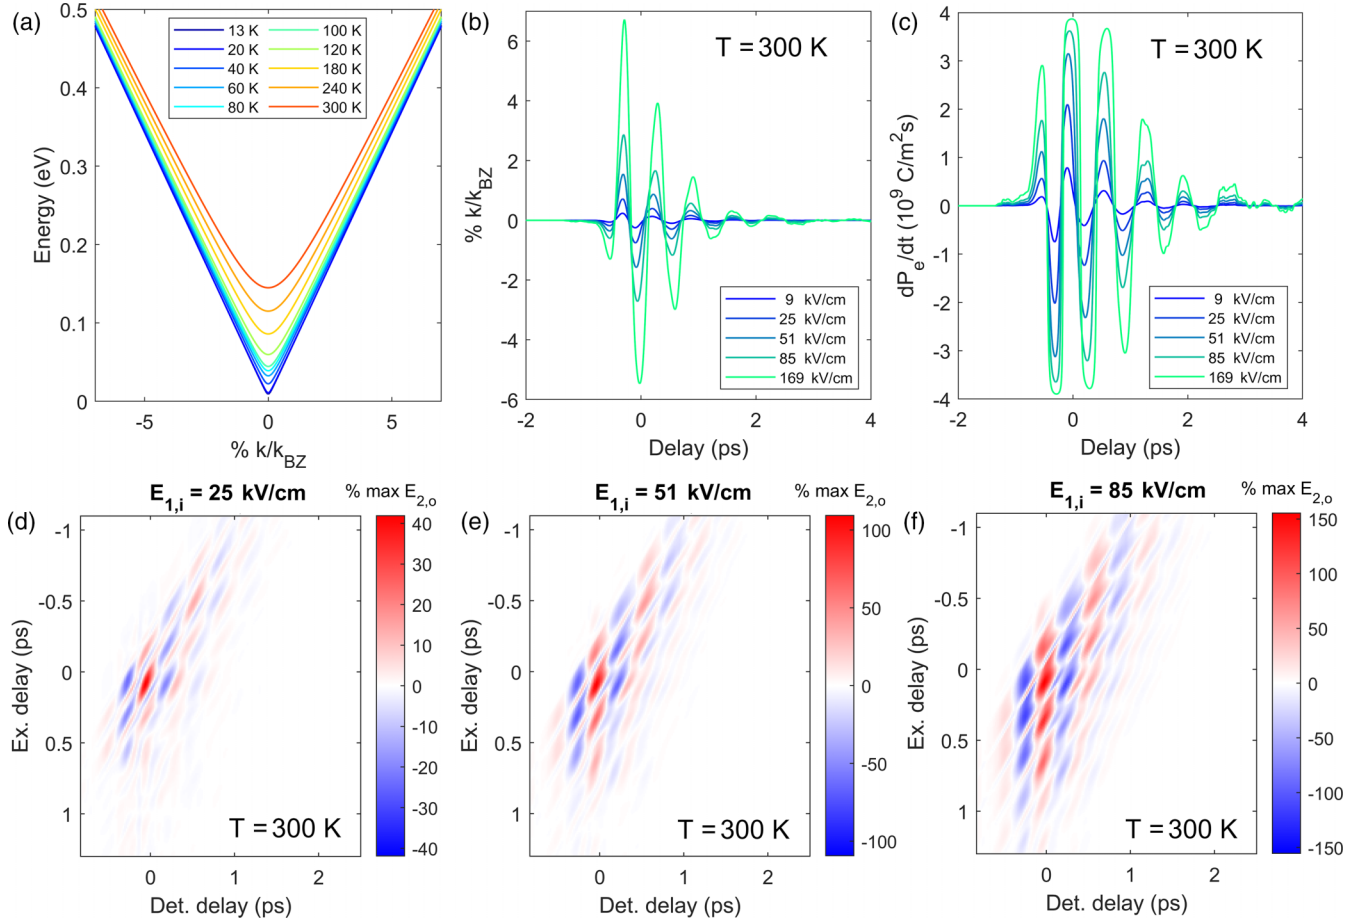 (a)
0.5
0.4
0.3
0.2
0.1
0
Energy (eV)
13 K
20 K
40 K
60 K
80 K
100 K
120 K
180 K
240 K
300 K
-5
0
5
% k/k_BZ
(b)
6
4
2
0
-2
-4
-6
% k/k_BZ
T = 300 K
9 kV/cm
25 kV/cm
51 kV/cm
85 kV/cm
169 kV/cm
-2
0
2
4
Delay (ps)
(c)
4
3
2
1
0
-1
-2
-3
-4
dP_e/dt (10^9 C/m^2s)
T = 300 K
9 kV/cm
25 kV/cm
51 kV/cm
85 kV/cm
169 kV/cm
-2
0
2
4
Delay (ps)
(d)
E_1,i = 25 kV/cm
% max E_2,o
-1
-0.5
0
0.5
1
Ex. delay (ps)
T = 300 K
0
1
2
Det. delay (ps)
40
30
20
10
0
-10
-20
-30
-40
(e)
E_1,i = 51 kV/cm
% max E_2,o
-1
-0.5
0
0.5
1
Ex. delay (ps)
T = 300 K
0
1
2
Det. delay (ps)
100
50
0
-50
-100
(f)
E_1,i = 85 kV/cm
% max E_2,o
-1
-0.5
0
0.5
1
Ex. delay (ps)
T = 300 K
0
1
2
Det. delay (ps)
150
100
50
0
-50
-100
-150